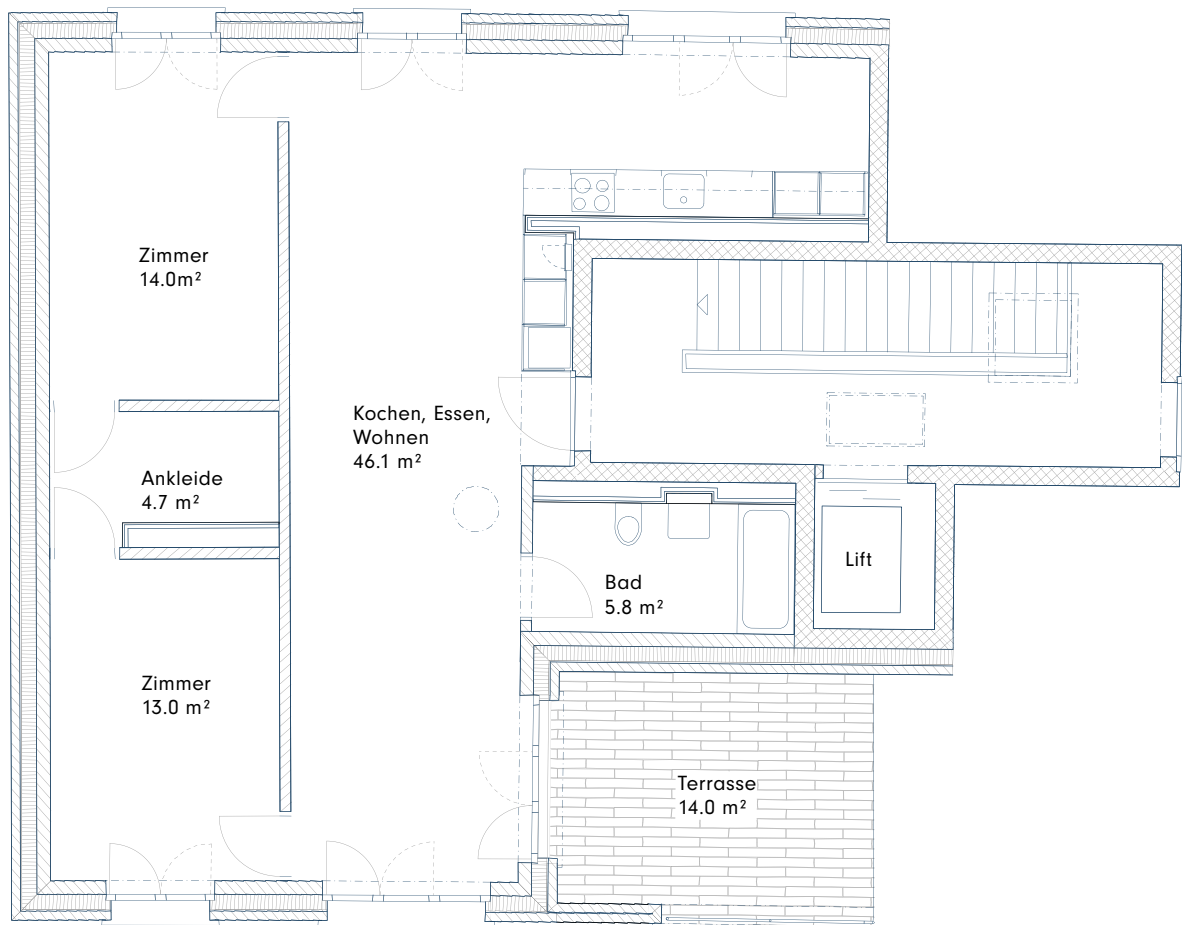 Zimmer
14.0m²
Kochen, Essen,
Wohnen
46.1 m²
Ankleide
4.7 m²
Lift
Bad
5.8 m²
Zimmer
13.0 m²
Terrasse
14.0 m²